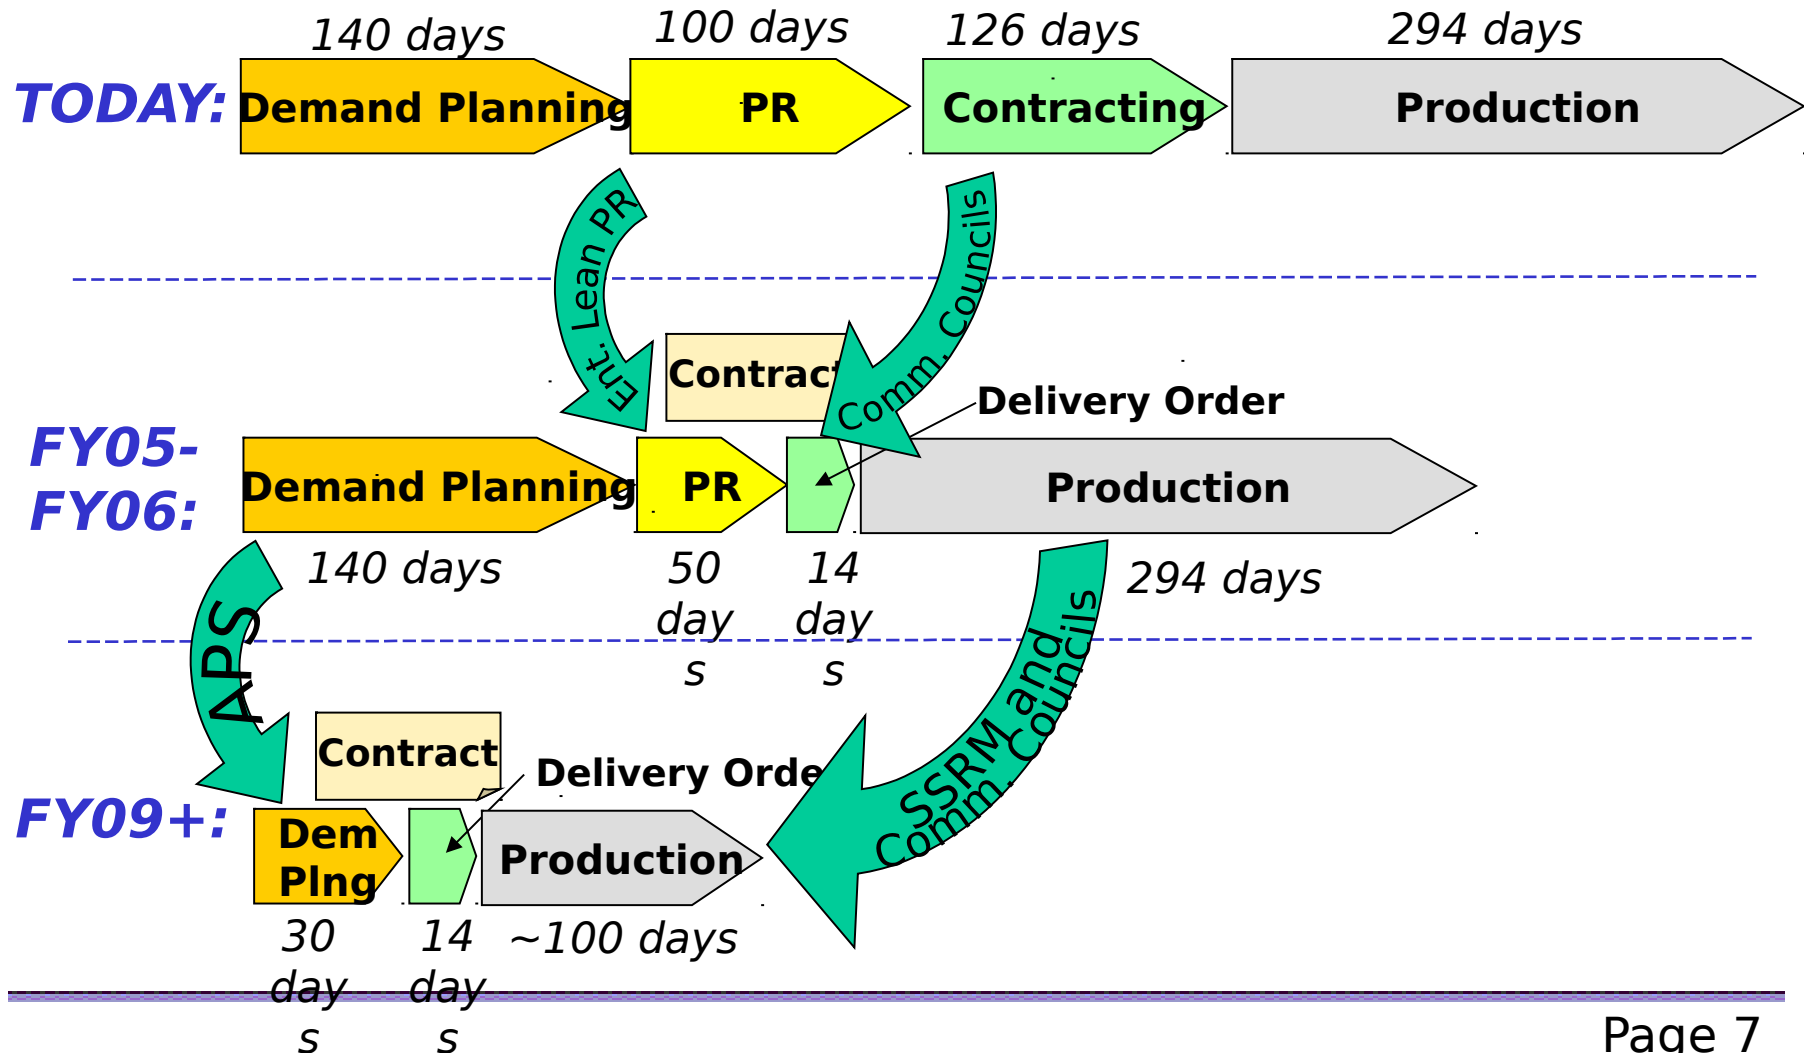 140 days
100 days
126 days
294 days
TODAY:
Demand Planning
PR
Contracting
Production
Ent. Lean PR
Comm. Councils
Contract
Delivery Order
FY05-
FY06:
Demand Planning
PR
Production
140 days
50
day
s
14
day
s
294 days
APS
SSRM and
Comm. Councils
Contract
Delivery Orde
FY09+:
Dem
Plng
Production
30
day
s
14
day
s
~100 days
Page 7